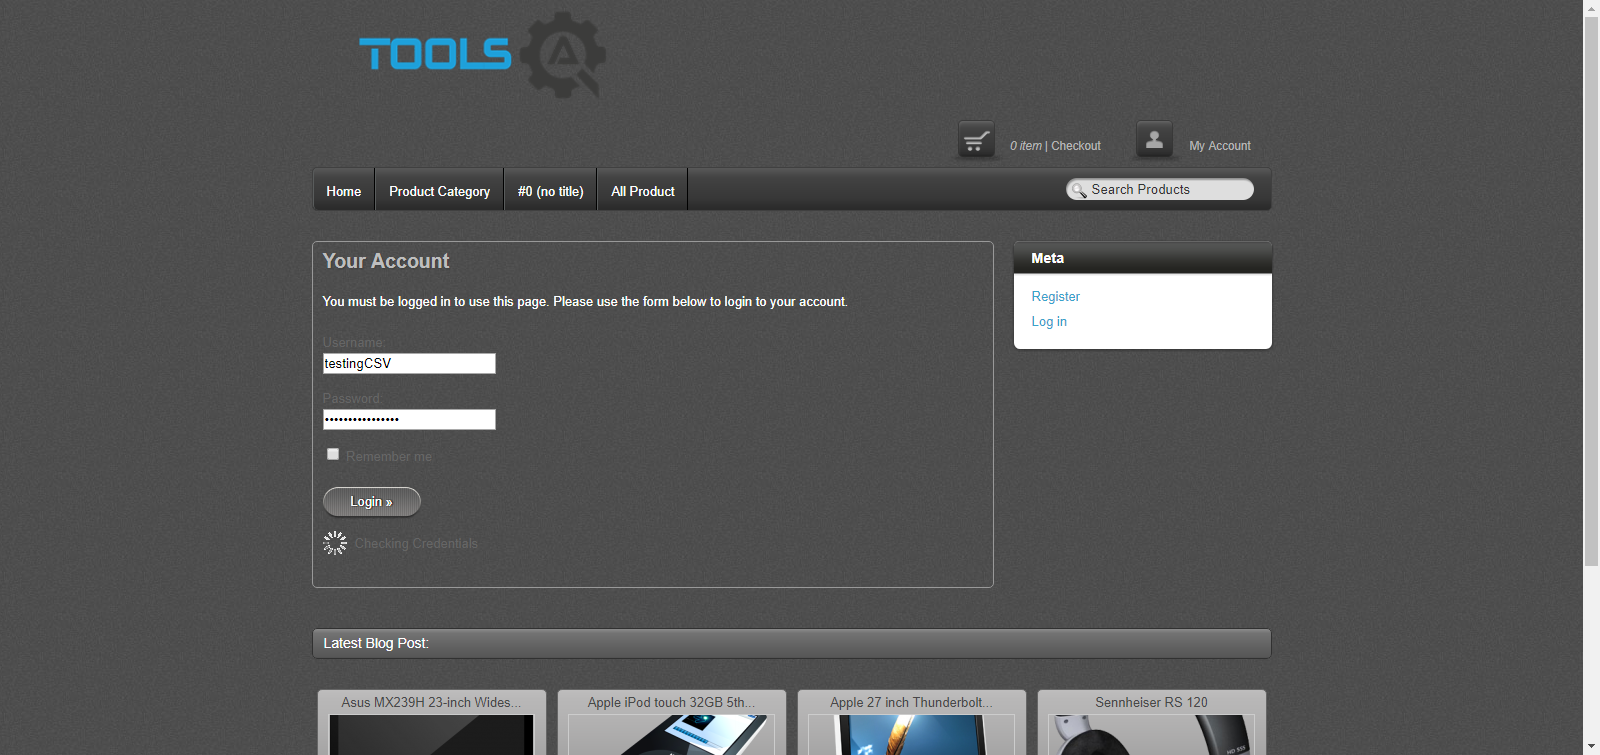 TOOLS
0 item | Checkout
My Account
Home
Product Category
#0 (no title)
All Product
Search Products
Your Account
Meta
You must be logged in to use this page. Please use the form below to login to your account.
Register
Log in
Username:
testingCSV
Password:
••••••••••••••••
Remember me
Login »
Checking Credentials
Latest Blog Post:
Asus MX239H 23-inch Wides...
Apple iPod touch 32GB 5th...
Apple 27 inch Thunderbolt...
Sennheiser RS 120
HD 555